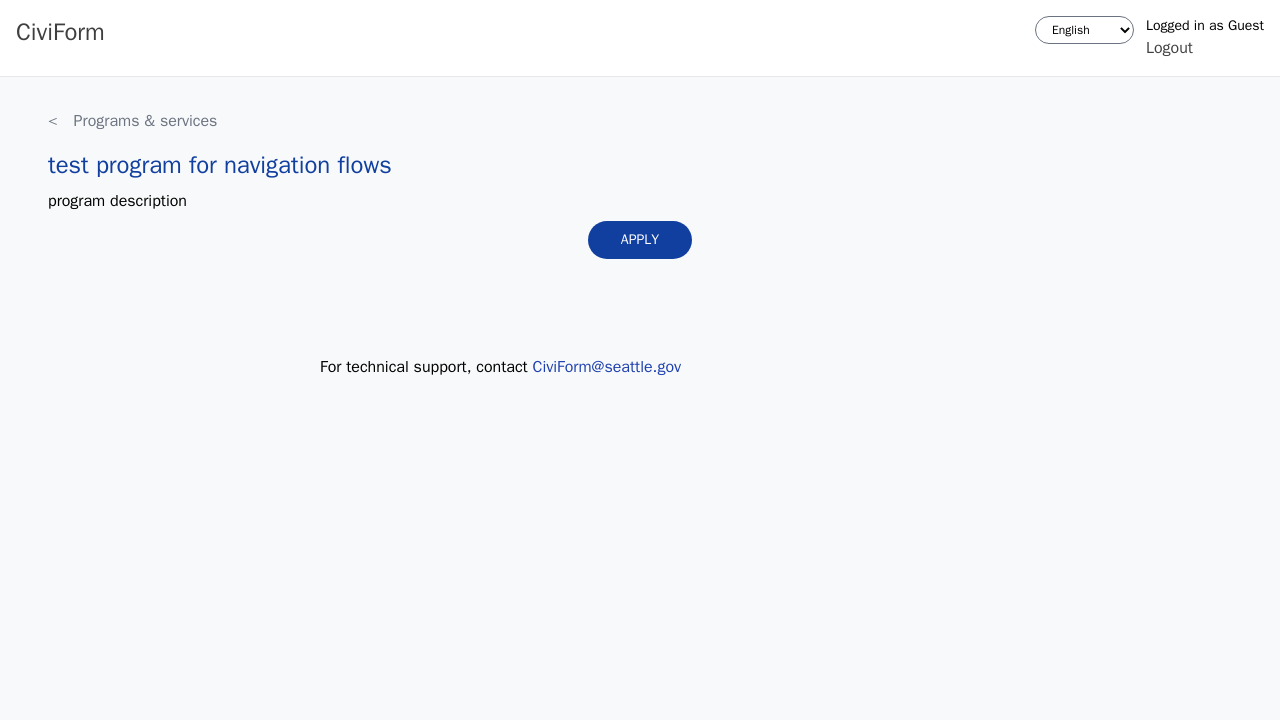 CiviForm
English
Logged in as Guest
Logout
< Programs & services
test program for navigation flows
program description
APPLY
For technical support, contact CiviForm@seattle.gov